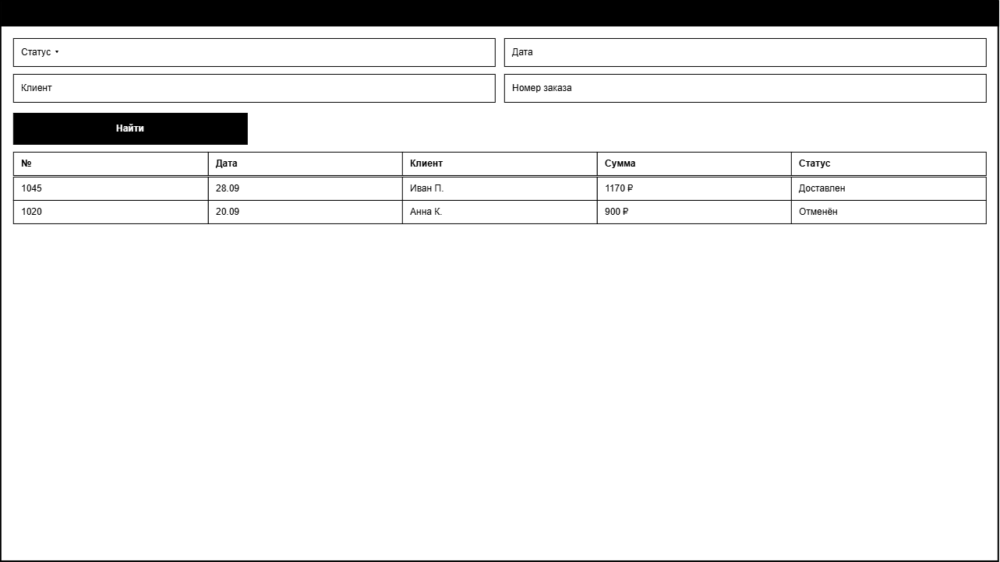 Статус ▾ Дата
Клиент Номер заказа
Найти
№ Дата Клиент Сумма Статус
1045 28.09 Иван П. 1170 ₽ Доставлен
1020 20.09 Анна К. 900 ₽ Отменён